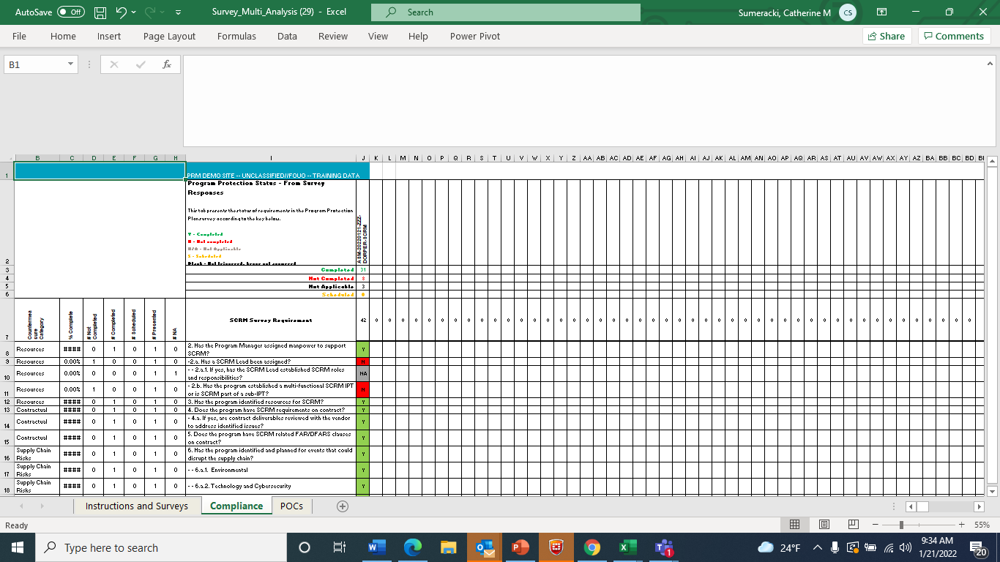 AutoSave Off Survey_Multi_Analysis (29) - Excel Search Sumeracki, Catherine M CS
File Home Insert Page Layout Formulas Data Review View Help Power Pivot Share Comments
B1 fx
B C D E F G H I J K L M N O P Q R S T U V W X Y Z AA AB AC AD AE AF AG AH AI AJ AK AL AM AN AO AP AQ AR AS AT AU AV AW AX AY AZ BA BB BC BD
1 PRM DEMO SITE -- UNCLASSIFIED//FOUO -- TRAINING DATA
Program Protection Status - From Survey
Responses
This tab presents the status of requirements in the Program Protection
Plan survey according to the key below.
Y - Completed
N - Not completed
N/A - Not Applicable
S - Scheduled
Blank - Not triggered, hence not answered
2
ASM-20220121-ZZZ-
DORPER-SCRM
3 Completed 31
4 Not Completed 8
5 Not Applicable 3
6 Scheduled 0
7 Countermea
sure
Category
% Complete
# Not
Completed
# Completed
# Scheduled
# Presented
# NA
SCRM Survey Requirement 42 0 0 0 0 0 0 0 0 0 0 0 0 0 0 0 0 0 0 0 0 0 0 0 0 0 0 0 0 0 0 0 0 0 0 0 0 0 0 0 0 0 0 0 0 0 0
8 Resources #### 0 1 0 1 0 2. Has the Program Manager assigned manpower to support
SCRM? Y
9 Resources 0.00% 1 0 0 1 0 -2.a. Has a SCRM Lead been assigned? N
10 Resources 0.00% 0 0 0 1 1 - - 2.a.1. If yes, has the SCRM Lead established SCRM roles
and responsibilities? NA
11 Resources 0.00% 1 0 0 1 0 - 2.b. Has the program established a multi-functional SCRM IPT
or is SCRM part of a sub-IPT? N
12 Resources #### 0 1 0 1 0 3. Has the program identified resources for SCRM? Y
13 Contractual #### 0 1 0 1 0 4. Does the program have SCRM requirements on contract? Y
14 Contractual #### 0 1 0 1 0 - 4.a. If yes, are contract deliverables reviewed with the vendor
to address identified issues? Y
15 Contractual #### 0 1 0 1 0 5. Does the program have SCRM related FAR/DFARS clauses
on contract? Y
16 Supply Chain
Risks #### 0 1 0 1 0 6. Has the program identified and planned for events that could
disrupt the supply chain? Y
17 Supply Chain
Risks #### 0 1 0 1 0 - - 6.a.1. Environmental Y
18 Supply Chain
Risks #### 0 1 0 1 0 - - 6.a.2. Technology and Cybersecurity Y
Instructions and Surveys Compliance POCs
Ready 55%
Type here to search 1 24°F 9:34 AM
1/21/2022 20